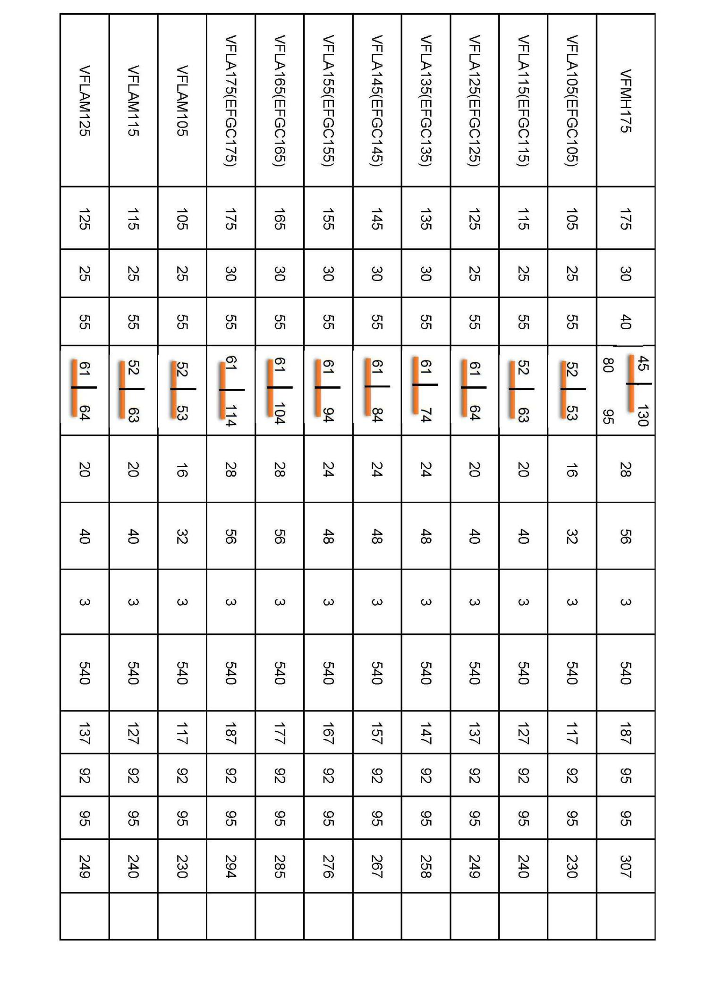 VFMH175 175 30 40 45 130 80 95 28 56 3 540 187 95 95 307
VFLA105(EFGC105) 105 25 55 52 53 16 32 3 540 117 92 95 230
VFLA115(EFGC115) 115 25 55 52 63 20 40 3 540 127 92 95 240
VFLA125(EFGC125) 125 25 55 61 64 20 40 3 540 137 92 95 249
VFLA135(EFGC135) 135 30 55 61 74 24 48 3 540 147 92 95 258
VFLA145(EFGC145) 145 30 55 61 84 24 48 3 540 157 92 95 267
VFLA155(EFGC155) 155 30 55 61 94 24 48 3 540 167 92 95 276
VFLA165(EFGC165) 165 30 55 61 104 28 56 3 540 177 92 95 285
VFLA175(EFGC175) 175 30 55 61 114 28 56 3 540 187 92 95 294
VFLAM105 105 25 55 52 53 16 32 3 540 117 92 95 230
VFLAM115 115 25 55 52 63 20 40 3 540 127 92 95 240
VFLAM125 125 25 55 61 64 20 40 3 540 137 92 95 249